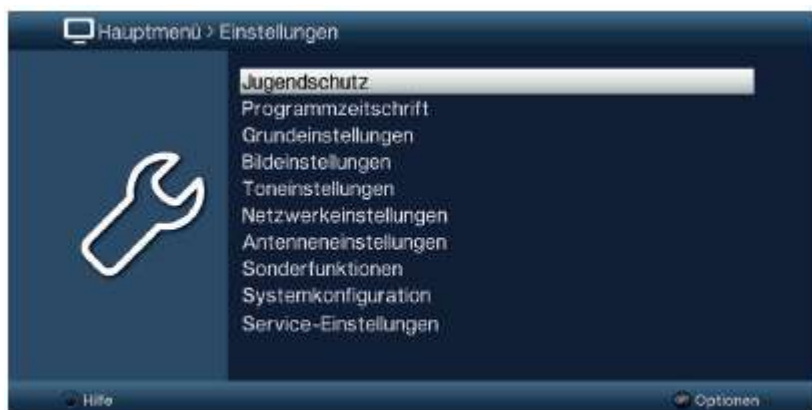 Hauptmenü > Einstellungen
Jugendschutz
Programmzeitschrift
Grundeinstellungen
Bildeinstellungen
Toneinstellungen
Netzwerkeinstellungen
Antenneneinstellungen
Sonderfunktionen
Systemkonfiguration
Service-Einstellungen
Hilfe
Optionen